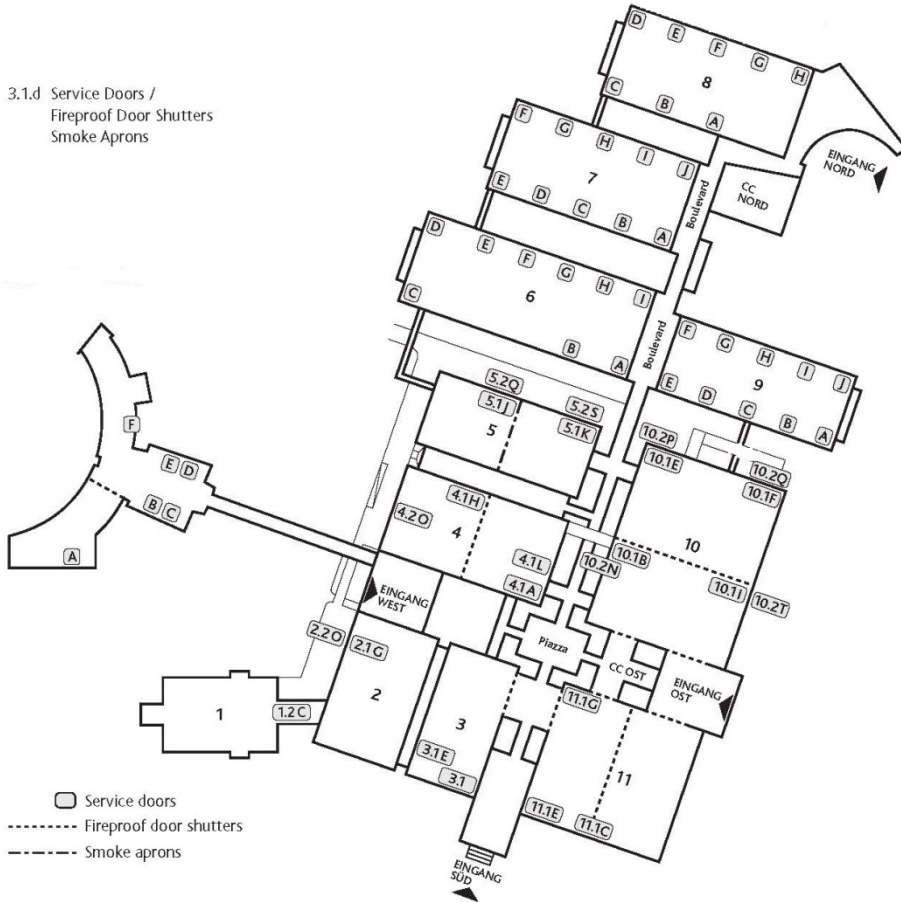 3.1.d Service Doors /
Fireproof Door Shutters
Smoke Aprons
D
E
F
G
H
8
C
B
A
EINGANG
NORD
CC
NORD
F
G
H
I
J
7
E
D
C
B
A
Boulevard
D
E
F
G
H
I
6
C
B
A
Boulevard
F
G
H
I
J
9
E
D
C
B
A
5.2Q
5.1J
5.2S
5.1K
5
F
E
D
B
C
A
4.1H
4.2O
4
4.1L
4.1A
10.2P
10.1E
10.2Q
10.1F
10
10.1B
10.2N
10.1i
10.2T
EINGANG
WEST
2.2O
2.1G
2
Piazza
CC OST
EINGANG
OST
1
1.2C
3
3.1E
3.1
11.1G
11
11.1E
11.1C
EINGANG
SÜD
Service doors
Fireproof door shutters
Smoke aprons